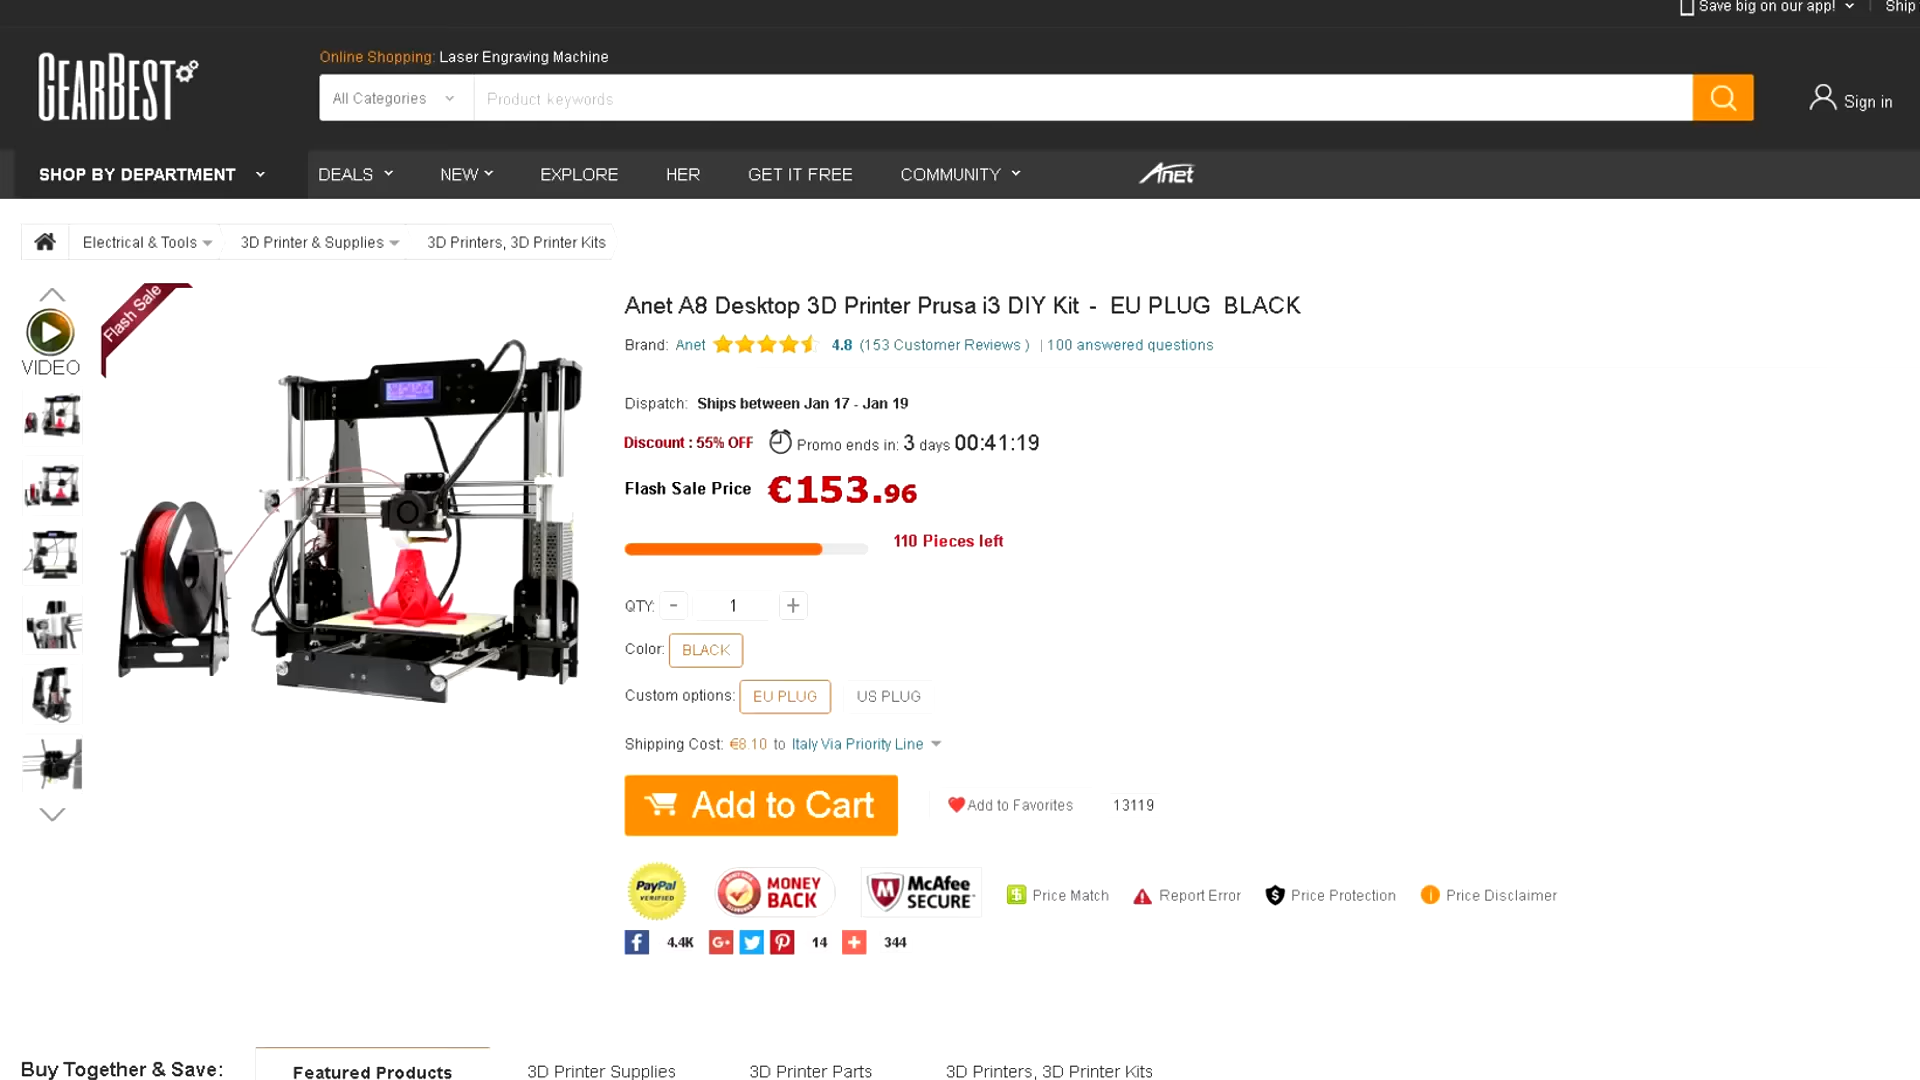 Save big on our app!
Ship
GEARBEST
Online Shopping: Laser Engraving Machine
All Categories
Product keywords
Sign in
SHOP BY DEPARTMENT
DEALS
NEW
EXPLORE
HER
GET IT FREE
COMMUNITY
Anet
Electrical & Tools
3D Printer & Supplies
3D Printers, 3D Printer Kits
VIDEO
Flash Sale
Anet A8 Desktop 3D Printer Prusa i3 DIY Kit - EU PLUG BLACK
Brand: Anet 4.8 (153 Customer Reviews ) | 100 answered questions
Dispatch: Ships between Jan 17 - Jan 19
Discount : 55% OFF Promo ends in: 3 days 00:41:19
Flash Sale Price €153.96
110 Pieces left
QTY: - 1 +
Color: BLACK
Custom options: EU PLUG US PLUG
Shipping Cost: €8.10 to Italy Via Priority Line
Add to Cart
Add to Favorites 13119
PayPal
VERIFIED
MONEY
BACK
McAfee
SECURE
Price Match
Report Error
Price Protection
Price Disclaimer
4.4K
G+
14
344
Buy Together & Save:
Featured Products
3D Printer Supplies
3D Printer Parts
3D Printers, 3D Printer Kits